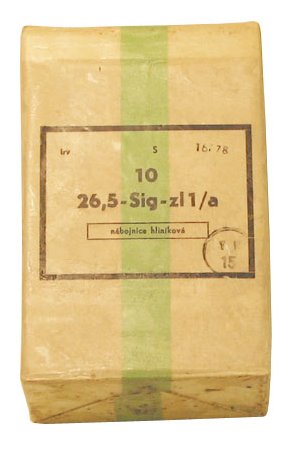 lrv S 16/78
10
26,5-Sig-zl 1/a
nábojnice hliníková
15